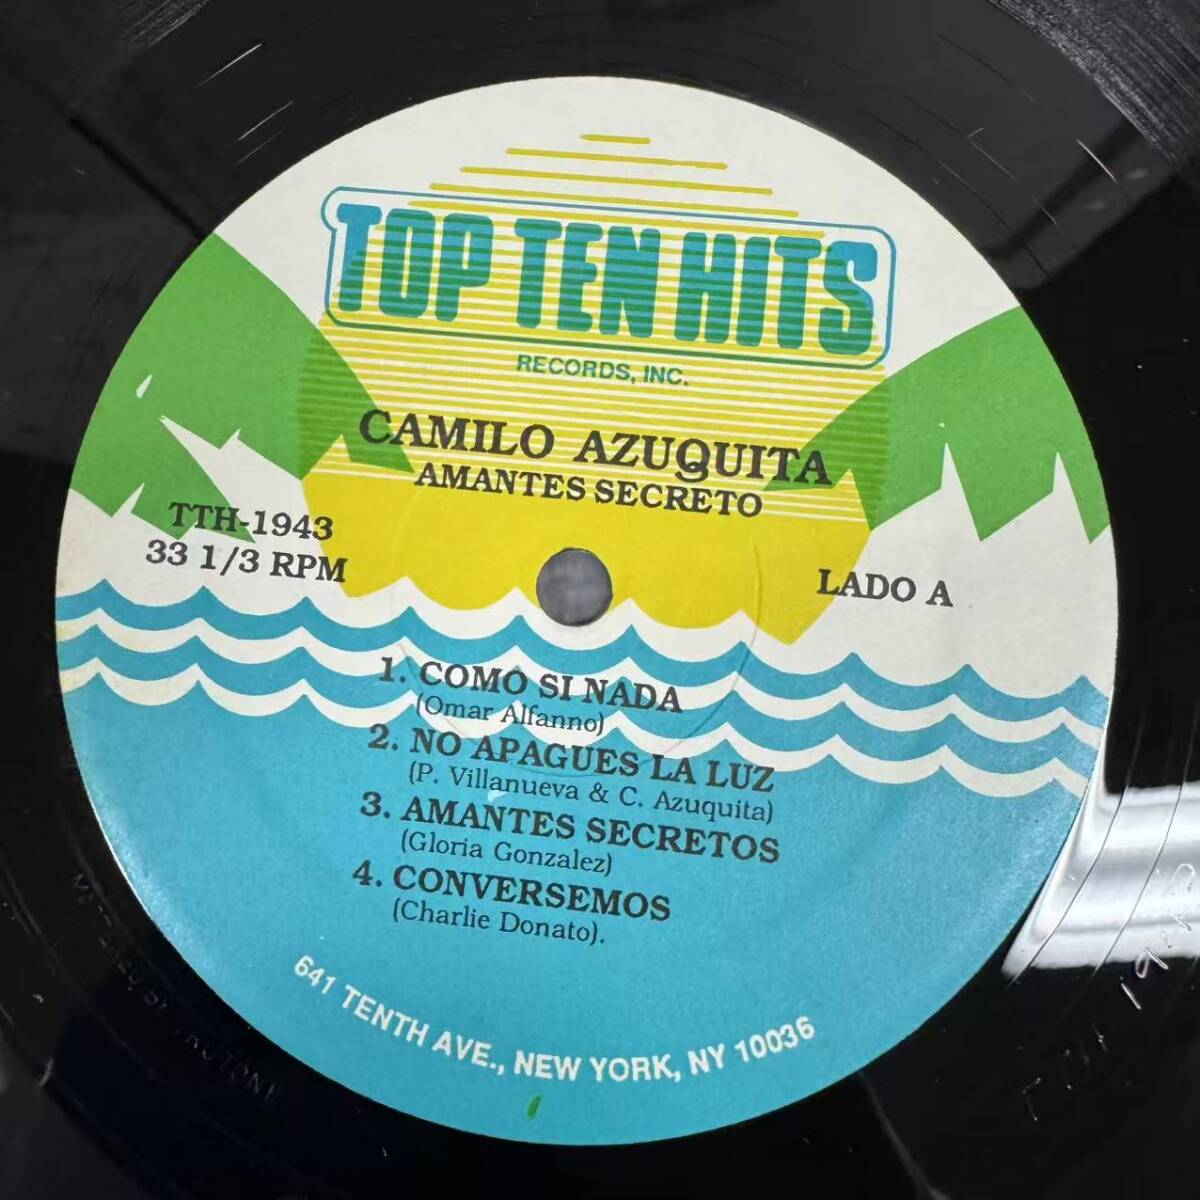 TOP TEN HITS
RECORDS, INC.
CAMILO AZUQUITA
AMANTES SECRETO
TTH-1943
33 1/3 RPM
LADO A
1. COMO SI NADA
(Omar Alfanno)
2. NO APAGUES LA LUZ
(P. Villanueva & C. Azuquita)
3. AMANTES SECRETOS
(Gloria Gonzalez)
4. CONVERSEMOS
(Charlie Donato).
641 TENTH AVE., NEW YORK, NY 10036